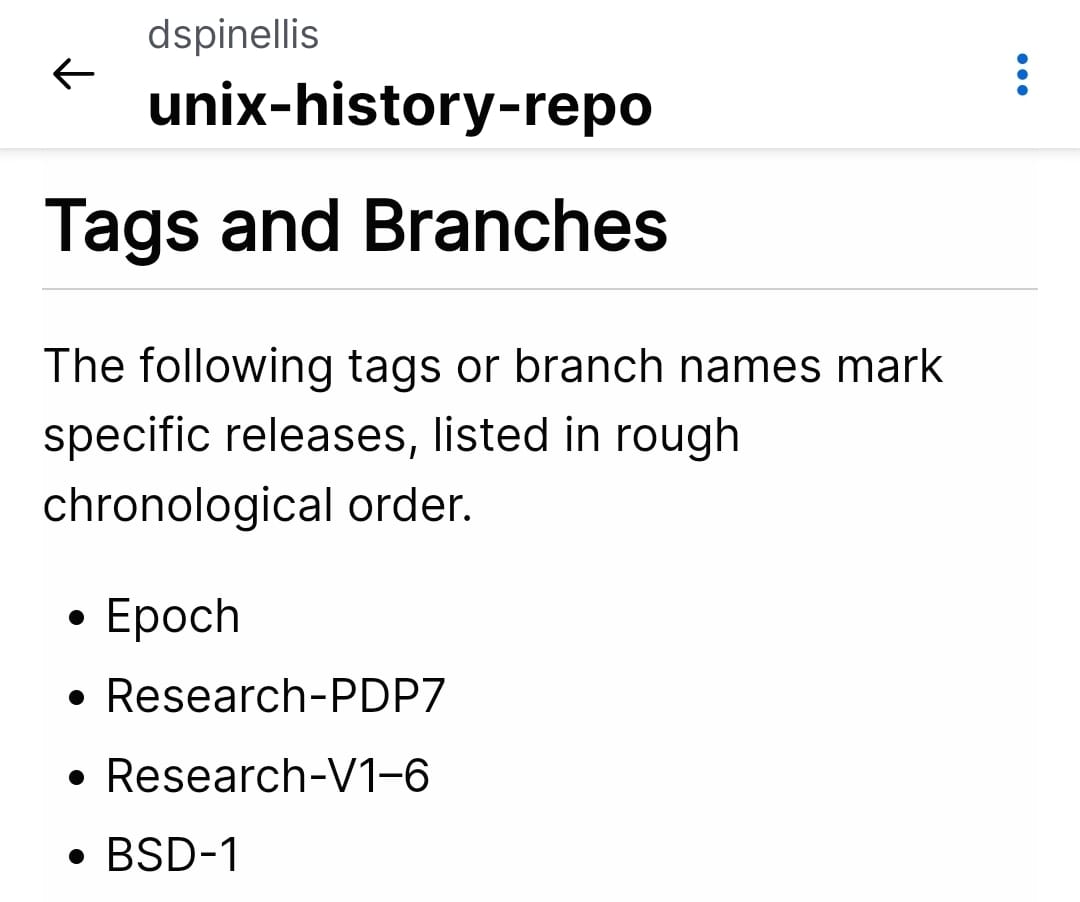 dspinellis
unix-history-repo
Tags and Branches
The following tags or branch names mark
specific releases, listed in rough
chronological order.
• Epoch
• Research-PDP7
• Research-V1–6
• BSD-1